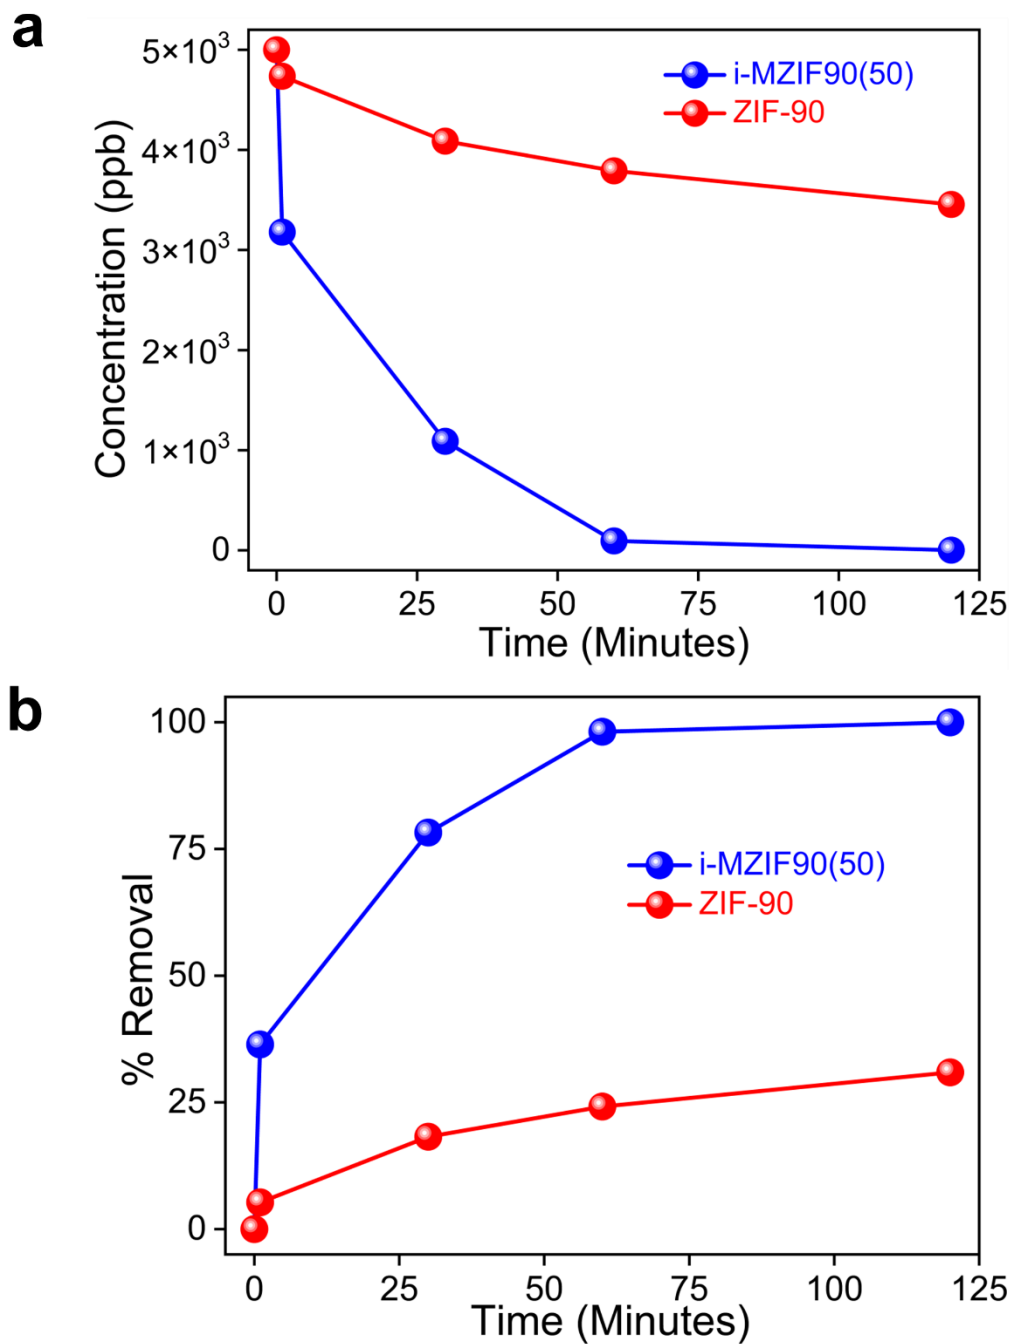 a
Concentration (ppb)
5×10³
4×10³
3×10³
2×10³
1×10³
0
i-MZIF90(50)
ZIF-90
0 25 50 75 100 125
Time (Minutes)
b
% Removal
100
75
50
25
0
i-MZIF90(50)
ZIF-90
0 25 50 75 100 125
Time (Minutes)